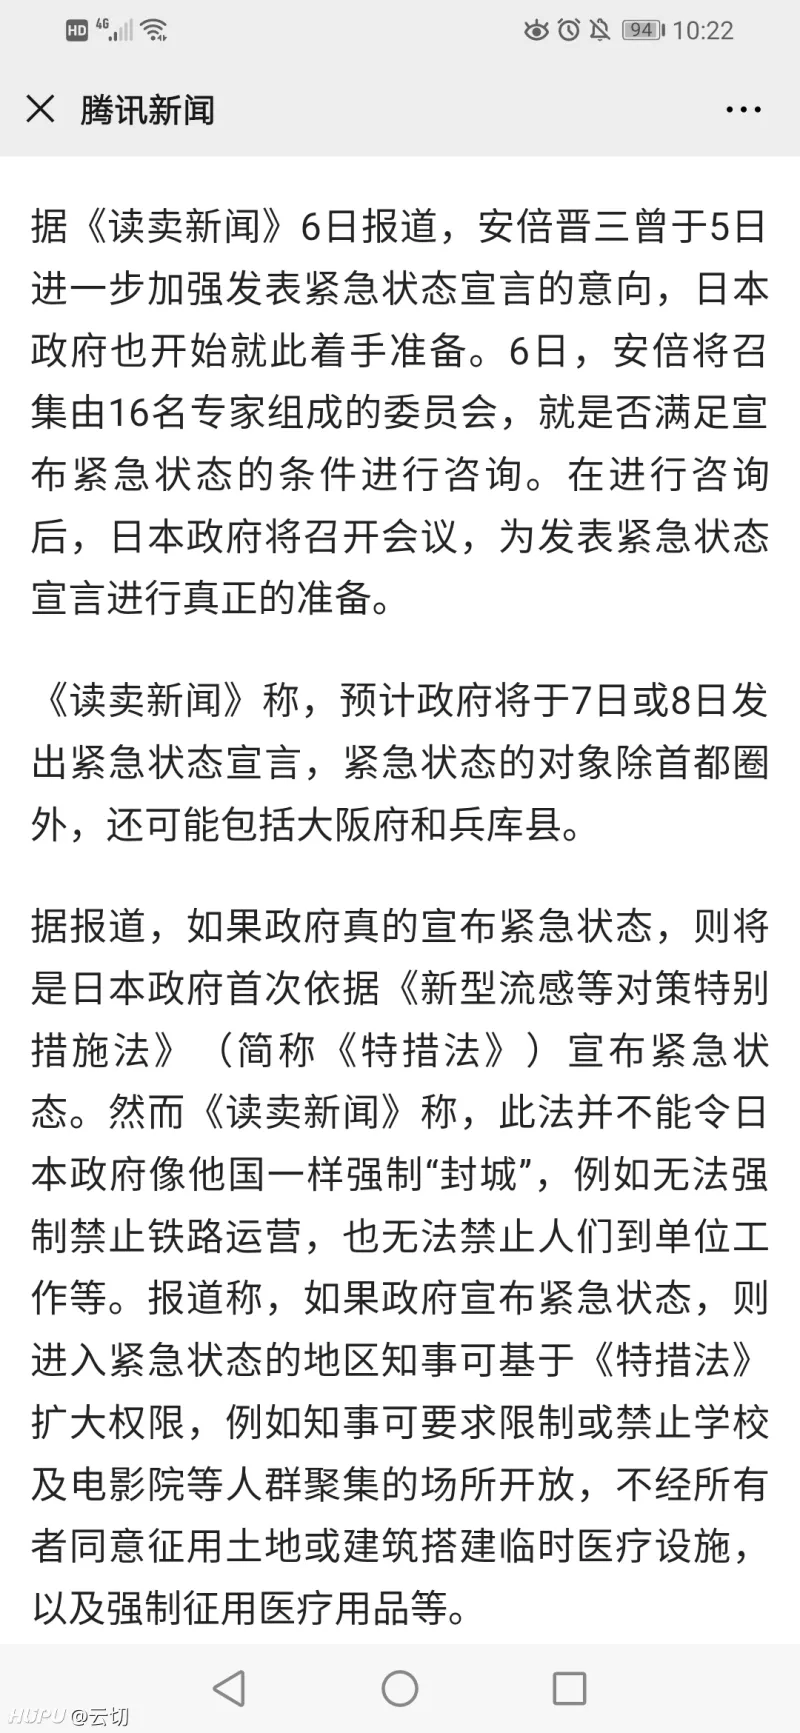 HD 4G 94 10:22
腾讯新闻
据《读卖新闻》6日报道，安倍晋三曾于5日
进一步加强发表紧急状态宣言的意向，日本
政府也开始就此着手准备。6日，安倍将召
集由16名专家组成的委员会，就是否满足宣
布紧急状态的条件进行咨询。在进行咨询
后，日本政府将召开会议，为发表紧急状态
宣言进行真正的准备。
《读卖新闻》称，预计政府将于7日或8日发
出紧急状态宣言，紧急状态的对象除首都圈
外，还可能包括大阪府和兵库县。
据报道，如果政府真的宣布紧急状态，则将
是日本政府首次依据《新型流感等对策特别
措施法》（简称《特措法》）宣布紧急状
态。然而《读卖新闻》称，此法并不能令日
本政府像他国一样强制“封城”，例如无法强
制禁止铁路运营，也无法禁止人们到单位工
作等。报道称，如果政府宣布紧急状态，则
进入紧急状态的地区知事可基于《特措法》
扩大权限，例如知事可要求限制或禁止学校
及电影院等人群聚集的场所开放，不经所有
者同意征用土地或建筑搭建临时医疗设施，
以及强制征用医疗用品等。
HUPU @云切